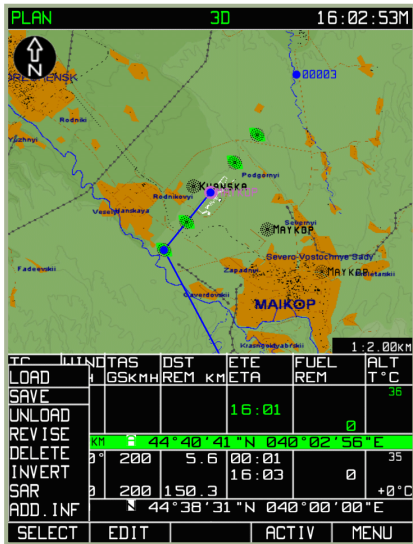 PLAN 3D 16:02:53M
N
00003
Rodniki
Podgornyi
Rodnikovyi
MAYKOP
Severo-Vostochnye Sady
MAYKOP
Fadeevskii
Zapadnyi
Gaverdovskii
MAIKOP
1:2.00KM
TAS DST ETE FUEL ALT
LOAD GSKMH REM KM ETA REM T°C
SAVE 36
UNLOAD 16:01
REVISE 0
DELETE KM 44°40'41"N 040°02'56"E
INVERT 0° 200 5.6 00:01 35
16:03 0
SAR 0 200 150.3 +0°C
ADD.INF 44°38'31"N 040°00'00"E
SELECT EDIT ACTIV MENU